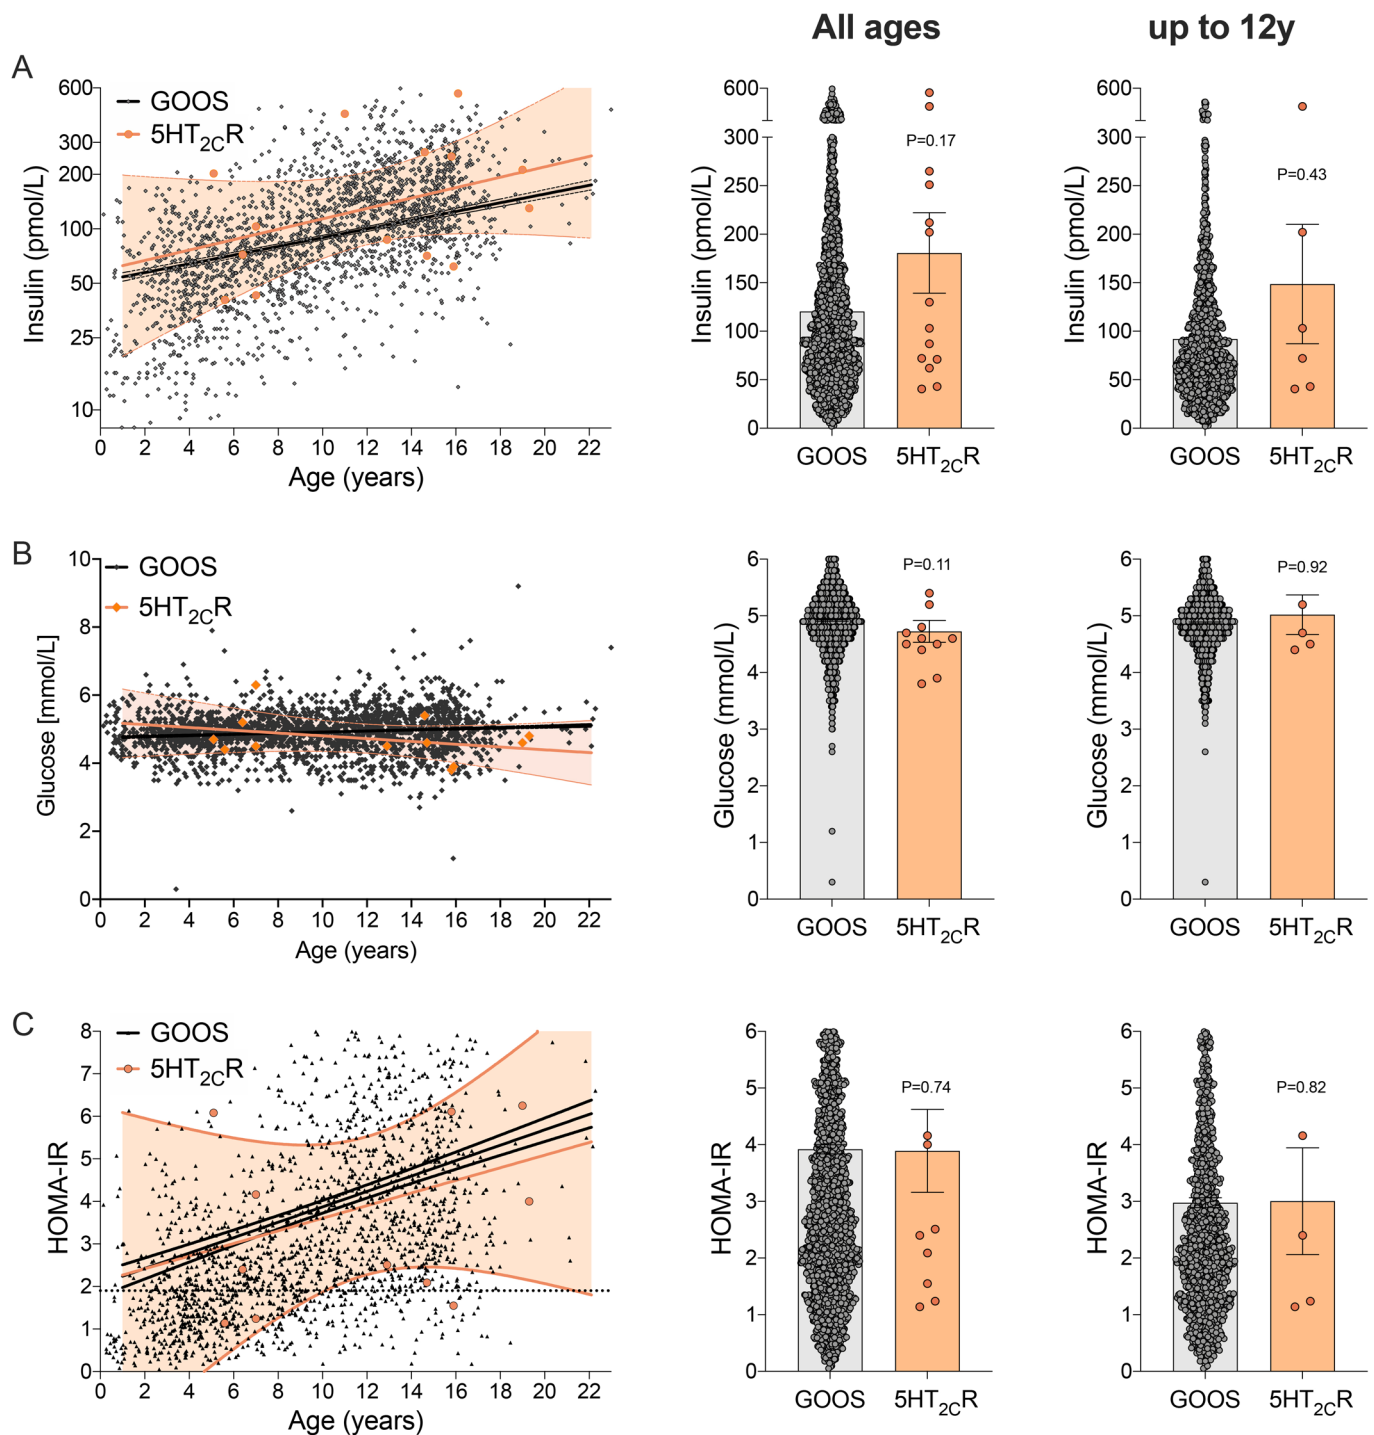 All ages
up to 12y
A
GOOS
5HT2CR
Insulin (pmol/L)
600
300
200
100
50
25
10
0 2 4 6 8 10 12 14 16 18 20 22
Age (years)
Insulin (pmol/L)
600
300
250
200
150
100
50
0
P=0.17
GOOS 5HT2CR
Insulin (pmol/L)
600
300
250
200
150
100
50
0
P=0.43
GOOS 5HT2CR
B
GOOS
5HT2CR
Glucose [mmol/L]
10
8
6
4
2
0
0 2 4 6 8 10 12 14 16 18 20 22
Age (years)
Glucose (mmol/L)
6
5
4
3
2
1
0
P=0.11
GOOS 5HT2CR
Glucose (mmol/L)
6
5
4
3
2
1
0
P=0.92
GOOS 5HT2CR
C
GOOS
5HT2CR
HOMA-IR
8
7
6
5
4
3
2
1
0
0 2 4 6 8 10 12 14 16 18 20 22
Age (years)
HOMA-IR
6
5
4
3
2
1
0
P=0.74
GOOS 5HT2CR
HOMA-IR
6
5
4
3
2
1
0
P=0.82
GOOS 5HT2CR